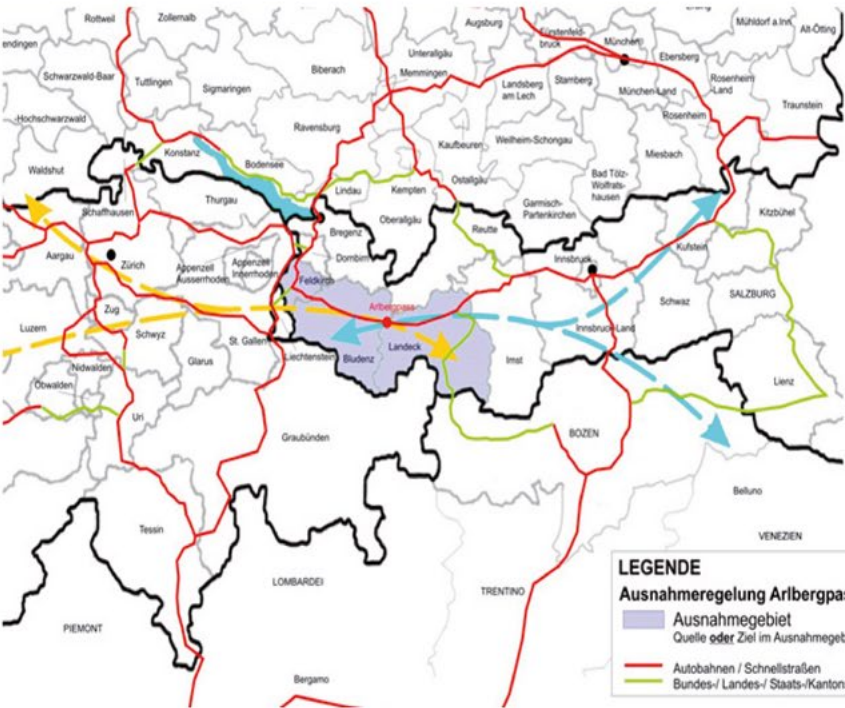 Rottweil
Zollernalb
Augsburg
Mühldorf a.Inn
Alt-Ötting
endingen
Unterallgäu
Fürstenfeld-
bruck
München
Ebersberg
Schwarzwald-Baar
Tuttlingen
Sigmaringen
Biberach
Memmingen
Landsberg
am Lech
Starnberg
München-Land
Rosenheim
-Land
Traunstein
-Hochschwarzwald
Ravensburg
Kaufbeuren
Weilheim-Schongau
Rosenheim
Miesbach
Waldshut
Konstanz
Bodensee
Thurgau
Lindau
Kempten
Ostallgäu
Bad Tölz-
Wolfrats-
hausen
Garmisch-
Partenkirchen
Schaffhausen
Oberallgäu
Bregenz
Reutte
Kitzbühel
Aargau
Zürich
Appenzell
Ausserrhoden
Appenzell
Innerrhoden
Dornbirn
Innsbruck
Kufstein
Feldkirch
Arlbergpass
Schwaz
SALZBURG
Zug
Luzern
Schwyz
St. Gallen
Liechtenstein
Bludenz
Landeck
Imst
Innsbruck-Land
Nidwalden
Obwalden
Glarus
Lienz
Uri
Graubünden
BOZEN
Belluno
Tessin
VENEZIEN
LOMBARDEI
TRENTINO
PIEMONT
Bergamo
LEGENDE
Ausnahmeregelung Arlbergpas
Ausnahmegebiet
Quelle oder Ziel im Ausnahmegeb
Autobahnen / Schnellstraßen
Bundes-/ Landes-/ Staats-/Kanton